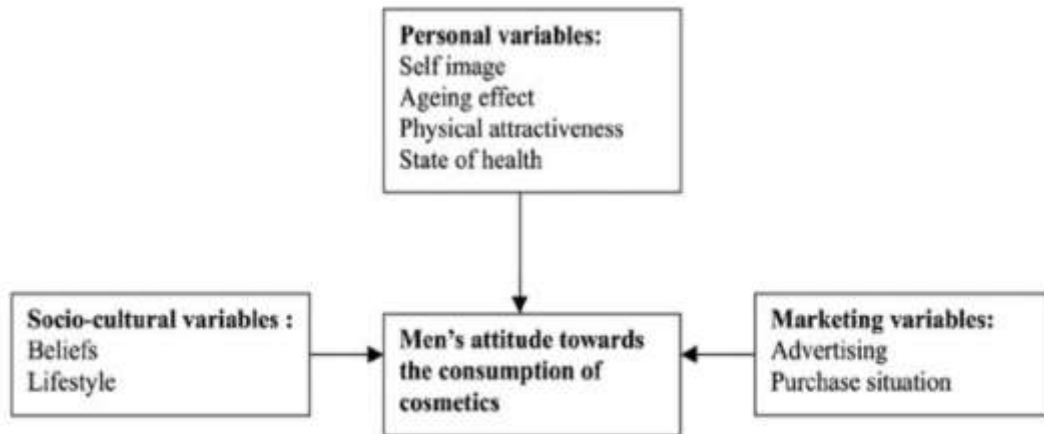 Personal variables:
Self image
Ageing effect
Physical attractiveness
State of health
Socio-cultural variables :
Beliefs
Lifestyle
Men's attitude towards
the consumption of
cosmetics
Marketing variables:
Advertising
Purchase situation